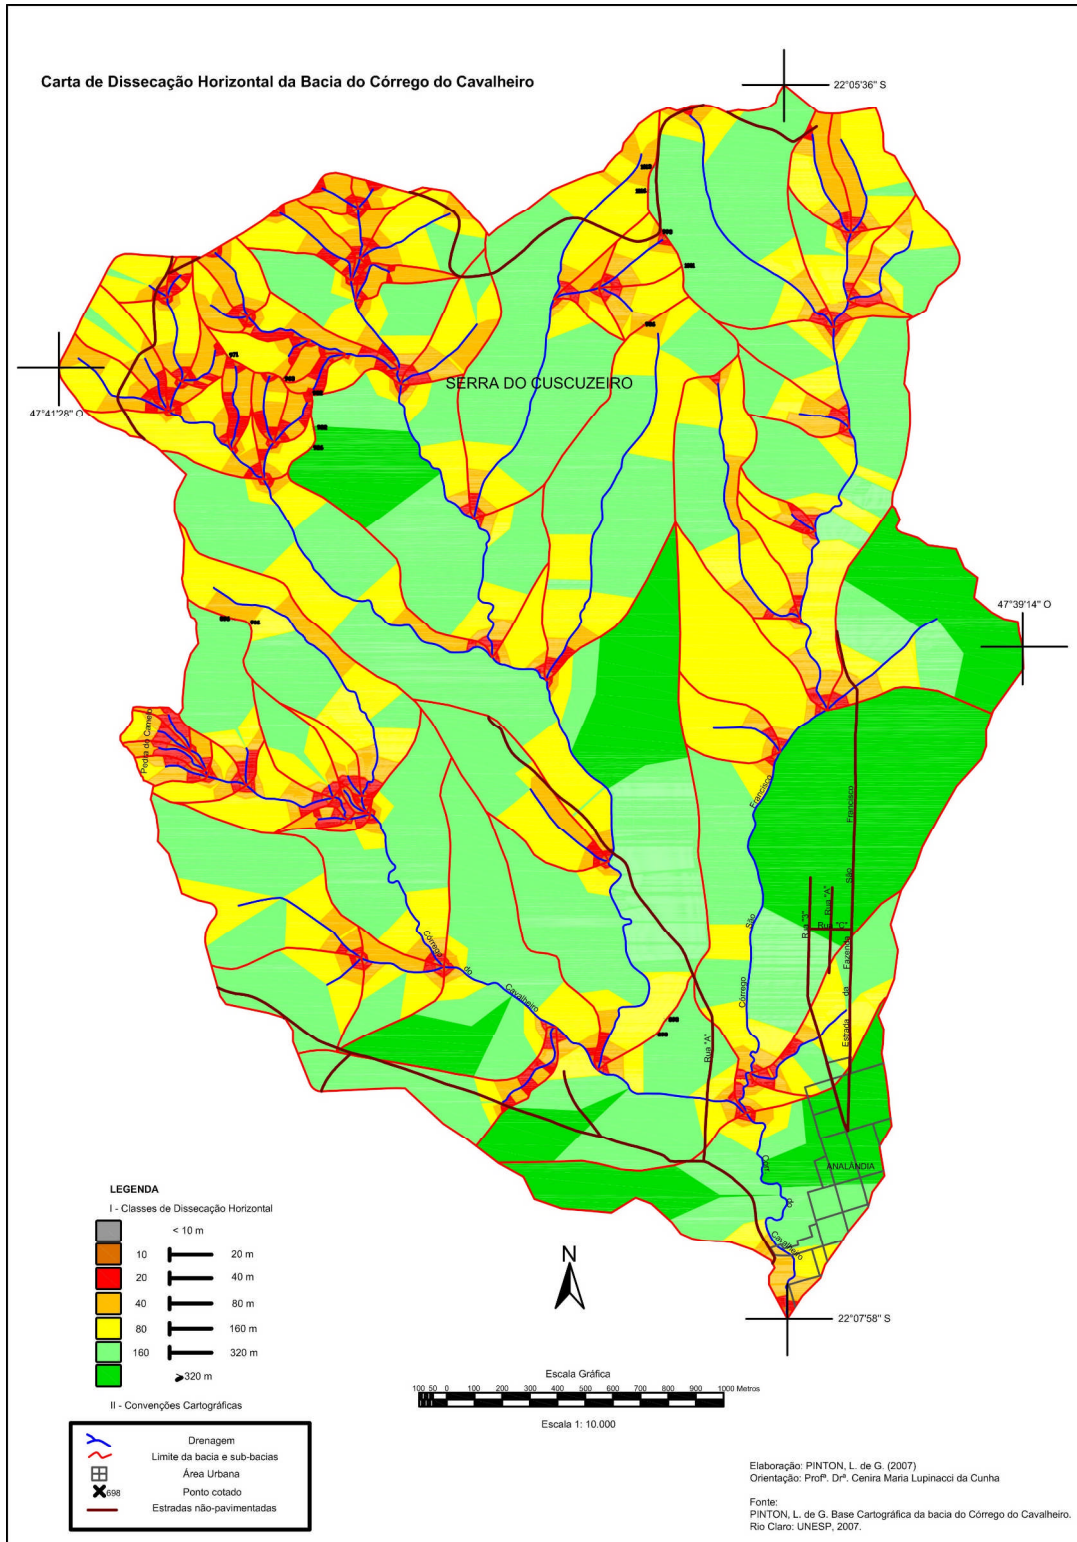 Carta de Dissecação Horizontal da Bacia do Córrego do Cavalheiro
22°05'36" S
SERRA DO CUSCUZEIRO
47°41'28" O
47°39'14" O
Pedra do Camelo
Francisco
São
Córrego
Francisco
São
Fazenda
da
Estada
Rua "J"
Rua "A"
Rua "C"
Córrego
do
Cavalheiro
Rua "A"
ANALÂNDIA
Corr
do
Cavalheiro
22°07'58" S
LEGENDA
I - Classes de Dissecação Horizontal
< 10 m
10 20 m
20 40 m
40 80 m
80 160 m
160 320 m
>320 m
II - Convenções Cartográficas
Drenagem
Limite da bacia e sub-bacias
Área Urbana
698 Ponto cotado
Estradas não-pavimentadas
N
Escala Gráfica
100 50 0 100 200 300 400 500 600 700 800 900 1000 Metros
Escala 1: 10.000
Elaboração: PINTON, L. de G. (2007)
Orientação: Profª. Drª. Cenira Maria Lupinacci da Cunha
Fonte:
PINTON, L. de G. Base Cartográfica da bacia do Córrego do Cavalheiro.
Rio Claro: UNESP, 2007.